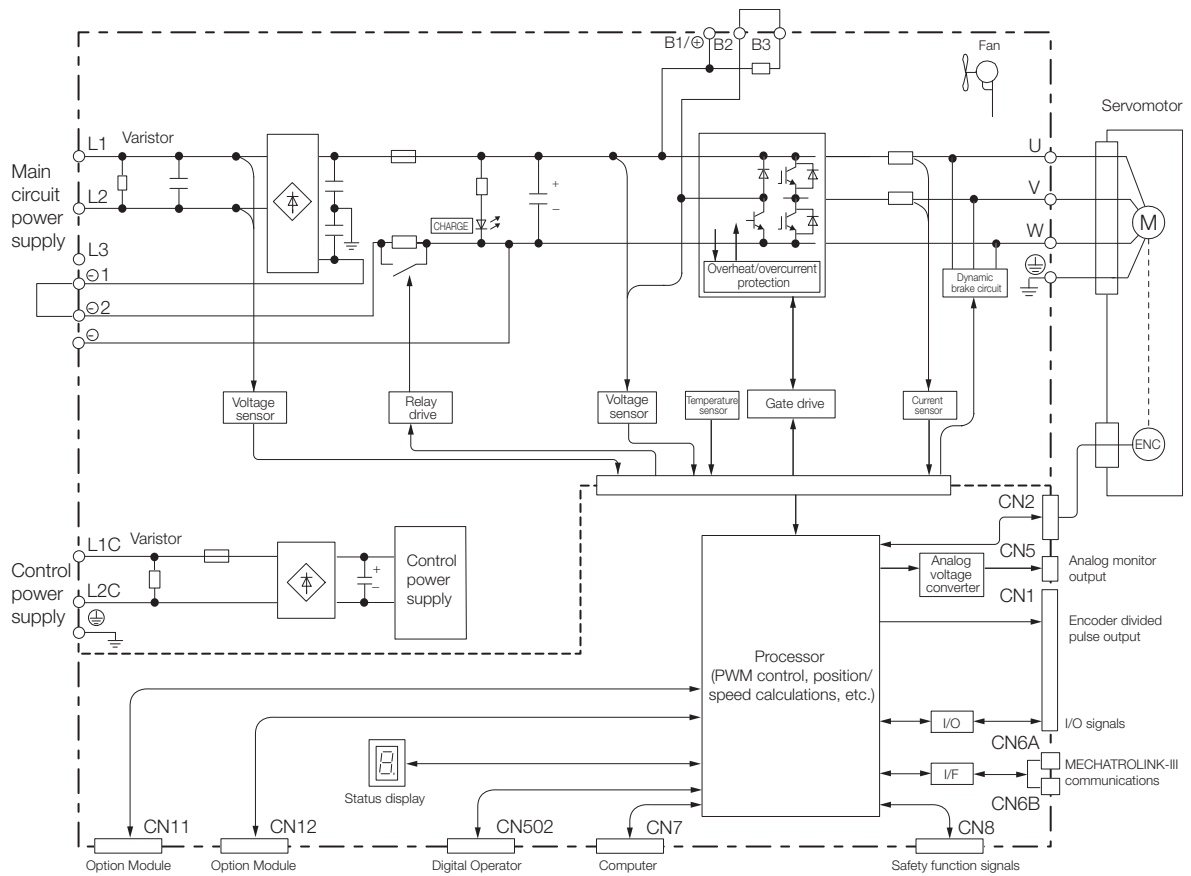 B1/⊕ B2 B3
Fan
Servomotor
L1 Varistor
Main
circuit
power
supply
L2
L3
⊖1
⊖2
⊖
CHARGE
+
−
Overheat/overcurrent
protection
U
V
W
M
Dynamic
brake circuit
Voltage
sensor
Relay
drive
Voltage
sensor
Temperature
sensor
Gate drive
Current
sensor
ENC
CN2
L1C Varistor
Control
power
supply
L2C
+
−
Control
power
supply
Analog
voltage
converter
CN5
Analog monitor
output
CN1
Encoder divided
pulse output
Processor
(PWM control, position/
speed calculations, etc.)
I/O
I/O signals
CN6A
I/F
MECHATROLINK-III
communications
CN6B
8.
Status display
CN11
Option Module
CN12
Option Module
CN502
Digital Operator
CN7
Computer
CN8
Safety function signals